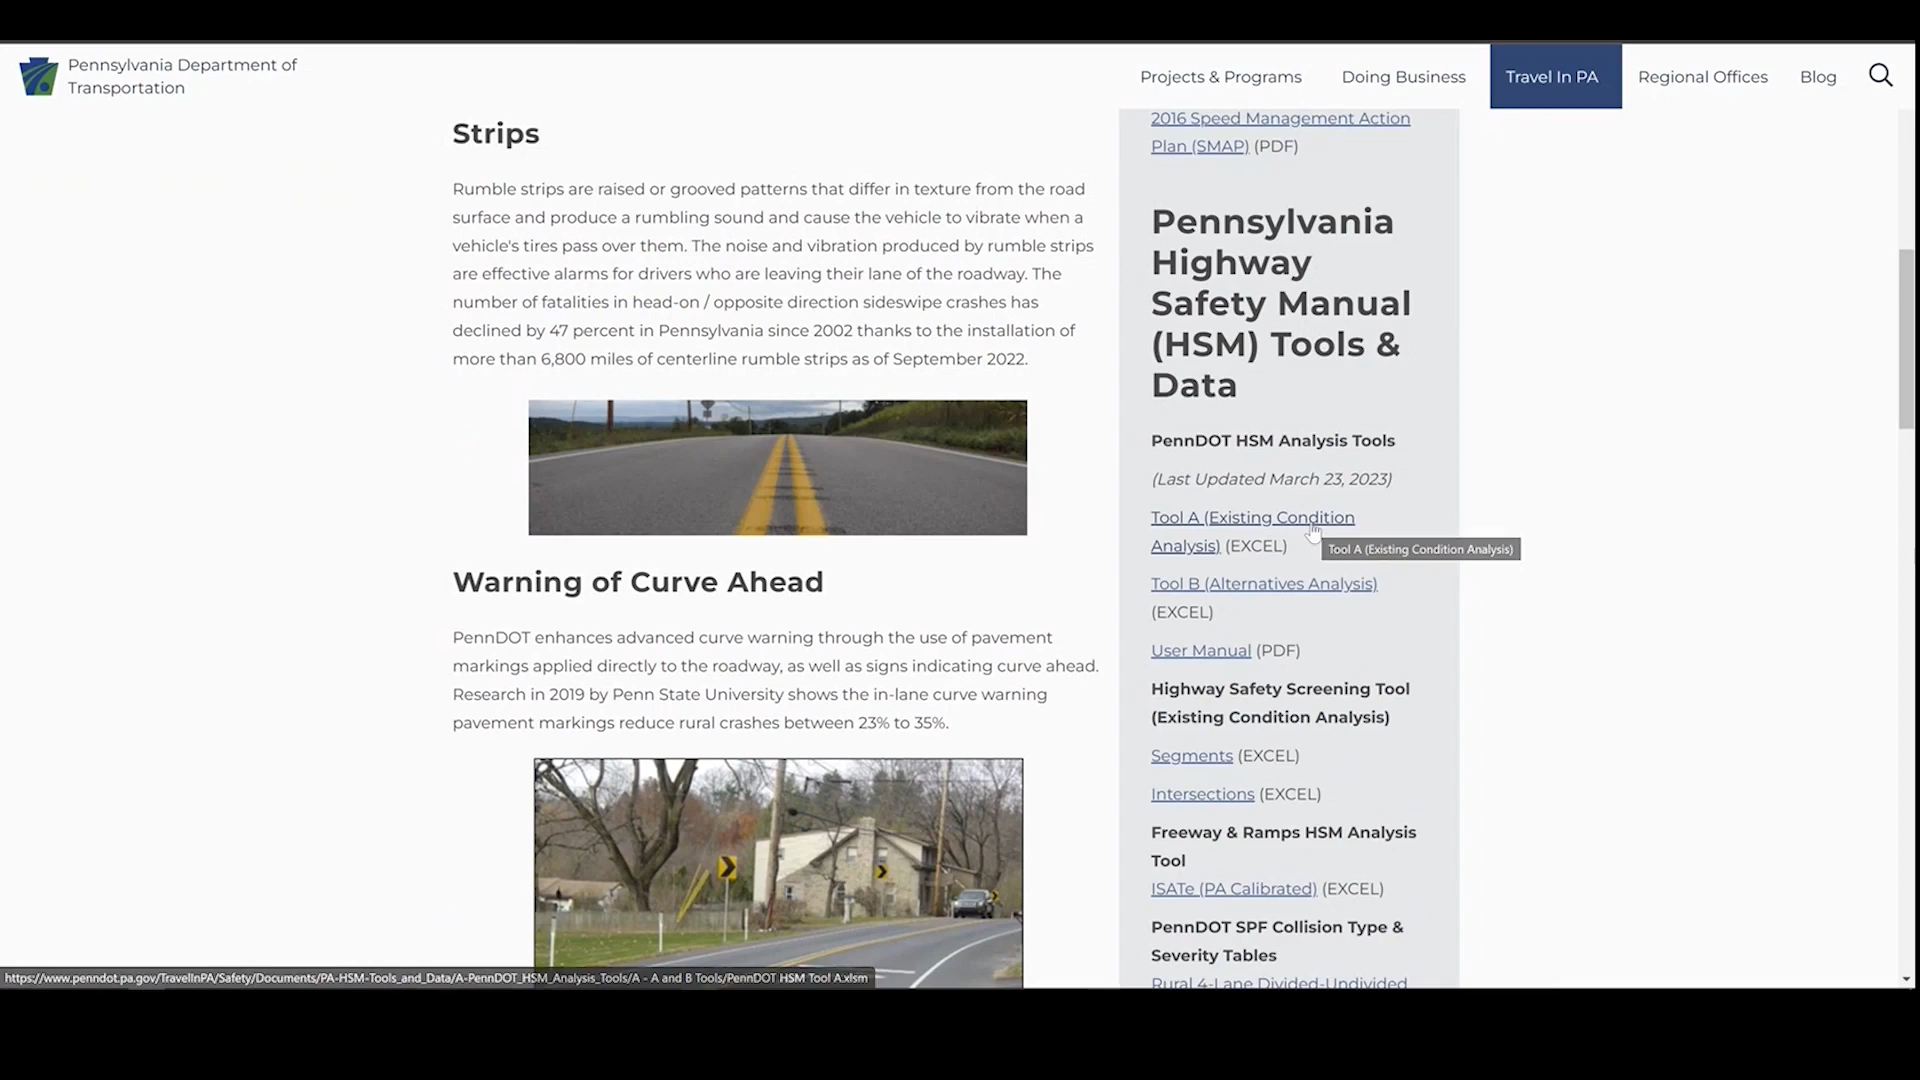 Pennsylvania Department of
Transportation
Projects & Programs
Doing Business
Travel In PA
Regional Offices
Blog
Strips
Rumble strips are raised or grooved patterns that differ in texture from the road
surface and produce a rumbling sound and cause the vehicle to vibrate when a
vehicle's tires pass over them. The noise and vibration produced by rumble strips
are effective alarms for drivers who are leaving their lane of the roadway. The
number of fatalities in head-on / opposite direction sideswipe crashes has
declined by 47 percent in Pennsylvania since 2002 thanks to the installation of
more than 6,800 miles of centerline rumble strips as of September 2022.
Warning of Curve Ahead
PennDOT enhances advanced curve warning through the use of pavement
markings applied directly to the roadway, as well as signs indicating curve ahead.
Research in 2019 by Penn State University shows the in-lane curve warning
pavement markings reduce rural crashes between 23% to 35%.
2016 Speed Management Action
Plan (SMAP) (PDF)
Pennsylvania
Highway
Safety Manual
(HSM) Tools &
Data
PennDOT HSM Analysis Tools
(Last Updated March 23, 2023)
Tool A (Existing Condition
Analysis) (EXCEL)
Tool A (Existing Condition Analysis)
Tool B (Alternatives Analysis)
(EXCEL)
User Manual (PDF)
Highway Safety Screening Tool
(Existing Condition Analysis)
Segments (EXCEL)
Intersections (EXCEL)
Freeway & Ramps HSM Analysis
Tool
ISATe (PA Calibrated) (EXCEL)
PennDOT SPF Collision Type &
Severity Tables
Rural 4-Lane Divided-Undivided
https://www.penndot.pa.gov/TravelInPA/Safety/Documents/PA-HSM-Tools_and_Data/A-PennDOT_HSM_Analysis_Tools/A - A and B Tools/PennDOT HSM Tool A.xlsm